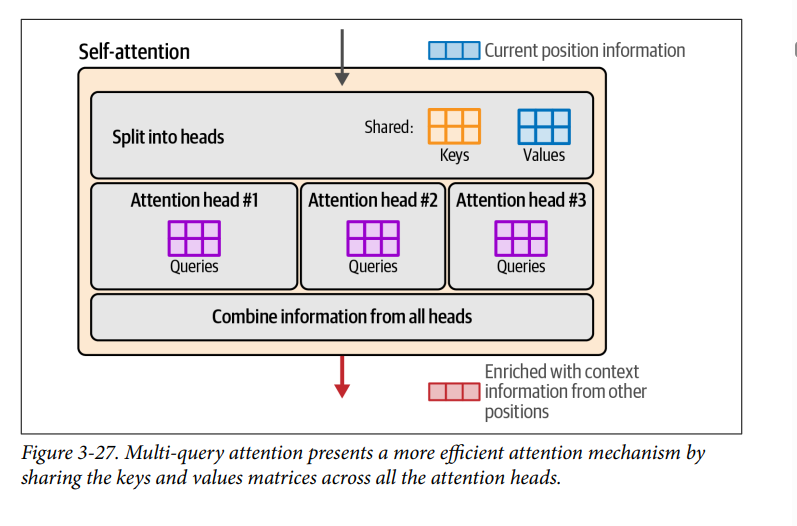 Self-attention
Current position information
Split into heads
Shared:
Keys
Values
Attention head #1
Attention head #2
Attention head #3
Queries
Queries
Queries
Combine information from all heads
Enriched with context
information from other
positions
Figure 3-27. Multi-query attention presents a more efficient attention mechanism by
sharing the keys and values matrices across all the attention heads.